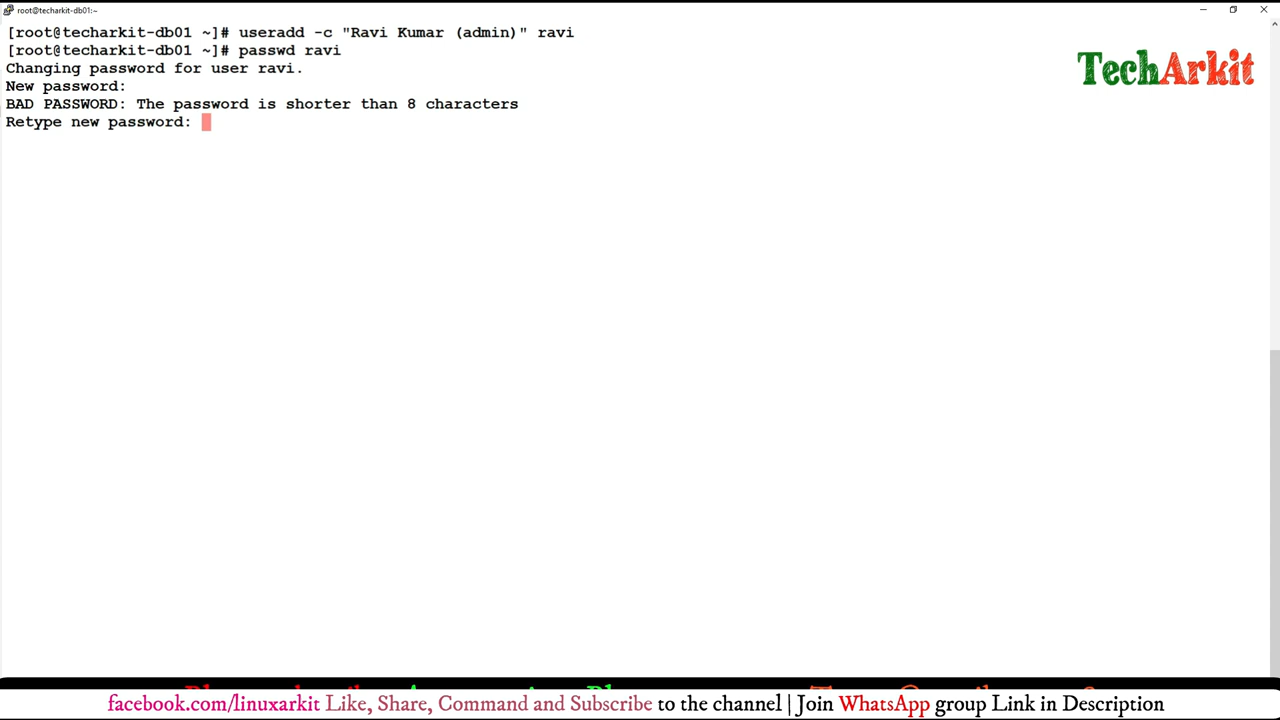 root@techarkit-db01:~
[root@techarkit-db01 ~]# useradd -c "Ravi Kumar (admin)" ravi
[root@techarkit-db01 ~]# passwd ravi
Changing password for user ravi.
New password:
BAD PASSWORD: The password is shorter than 8 characters
Retype new password:
TechArkit
facebook.com/linuxarkit Like, Share, Command and Subscribe to the channel | Join WhatsApp group Link in Description